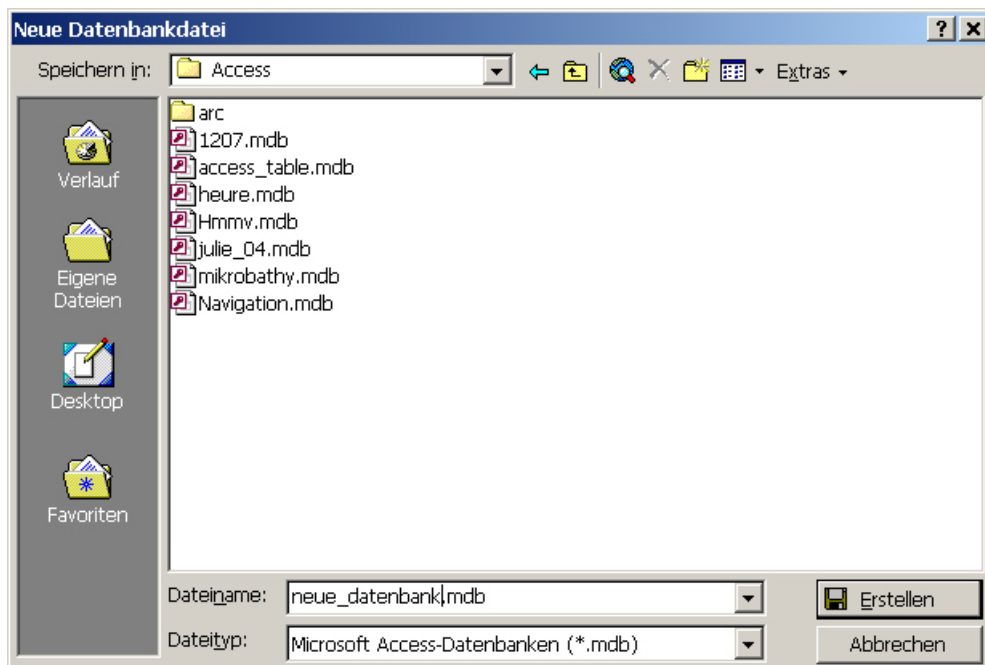 Neue Datenbankdatei
Speichern in: Access Extras
arc
1207.mdb
access_table.mdb
heure.mdb
Hmmv.mdb
julie_04.mdb
mikrobathy.mdb
Navigation.mdb
Verlauf
Eigene
Dateien
Desktop
Favoriten
Dateiname: neue_datenbank.mdb Erstellen
Dateityp: Microsoft Access-Datenbanken (*.mdb) Abbrechen